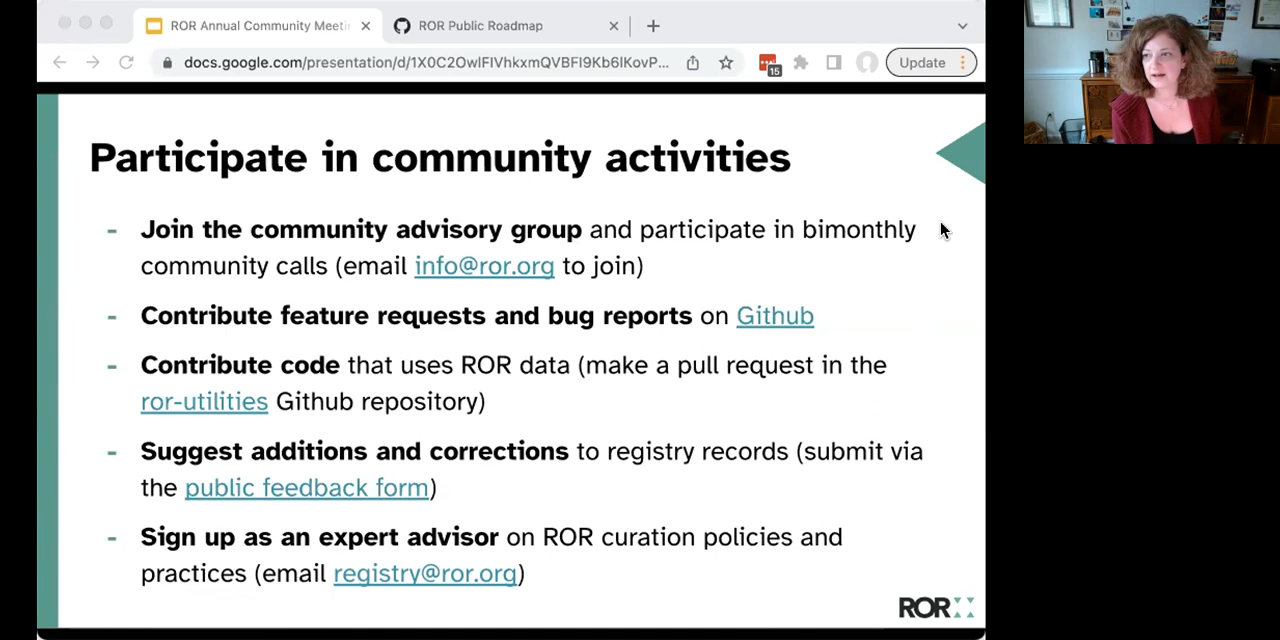 ROR Annual Community Meeti
ROR Public Roadmap
docs.google.com/presentation/d/1X0C2OwlFIVhkxmQVBFI9Kb6lKovP...
15
Update
Participate in community activities
- Join the community advisory group and participate in bimonthly
community calls (email info@ror.org to join)
- Contribute feature requests and bug reports on Github
- Contribute code that uses ROR data (make a pull request in the
ror-utilities Github repository)
- Suggest additions and corrections to registry records (submit via
the public feedback form)
- Sign up as an expert advisor on ROR curation policies and
practices (email registry@ror.org)
ROR